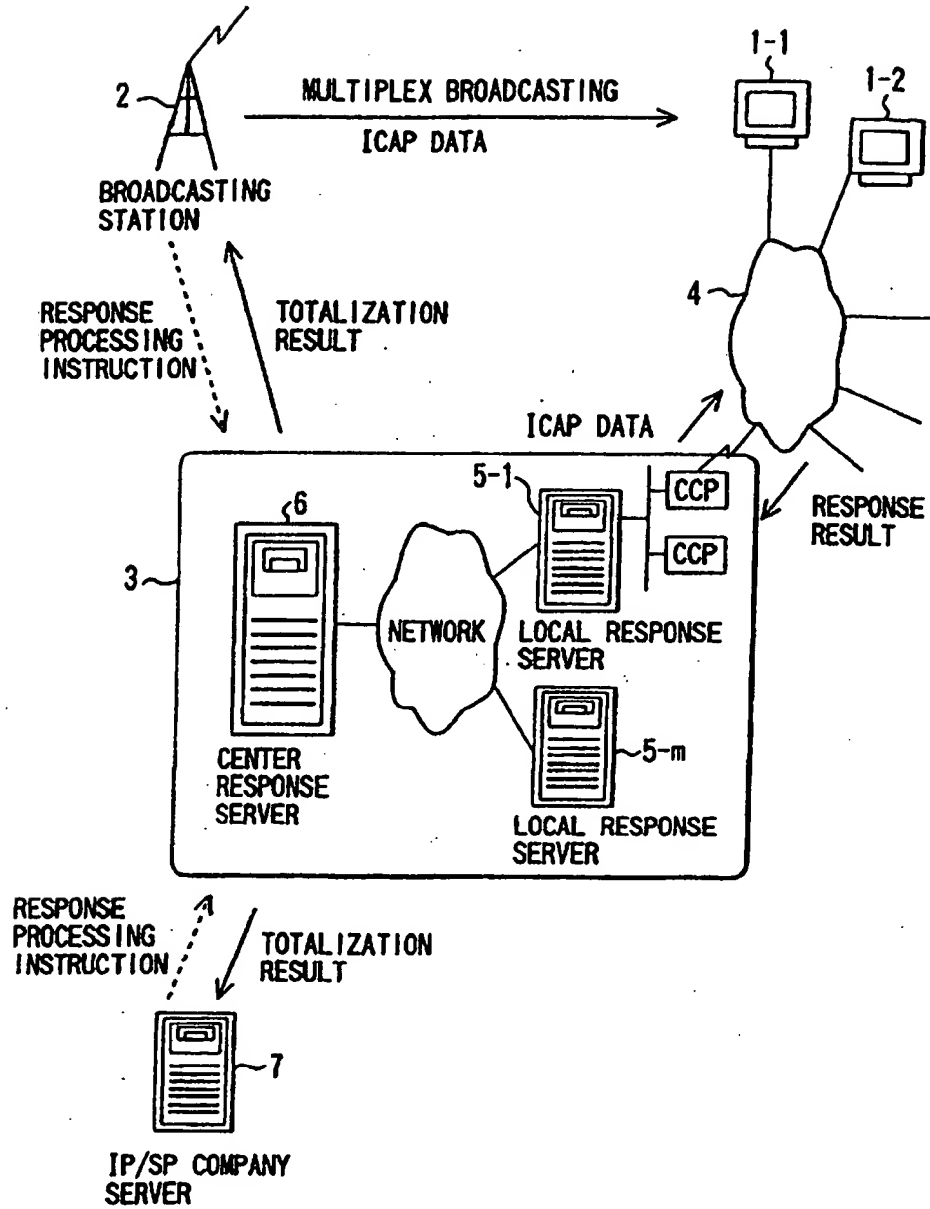 1-1
1-2
2
MULTIPLEX BROADCASTING
ICAP DATA
BROADCASTING
STATION
4
RESPONSE
PROCESSING
INSTRUCTION
TOTALIZATION
RESULT
ICAP DATA
RESPONSE
RESULT
3
6
5-1
CCP
CCP
NETWORK
LOCAL RESPONSE
SERVER
CENTER
RESPONSE
SERVER
5-m
LOCAL RESPONSE
SERVER
RESPONSE
PROCESSING
INSTRUCTION
TOTALIZATION
RESULT
7
IP/SP COMPANY
SERVER